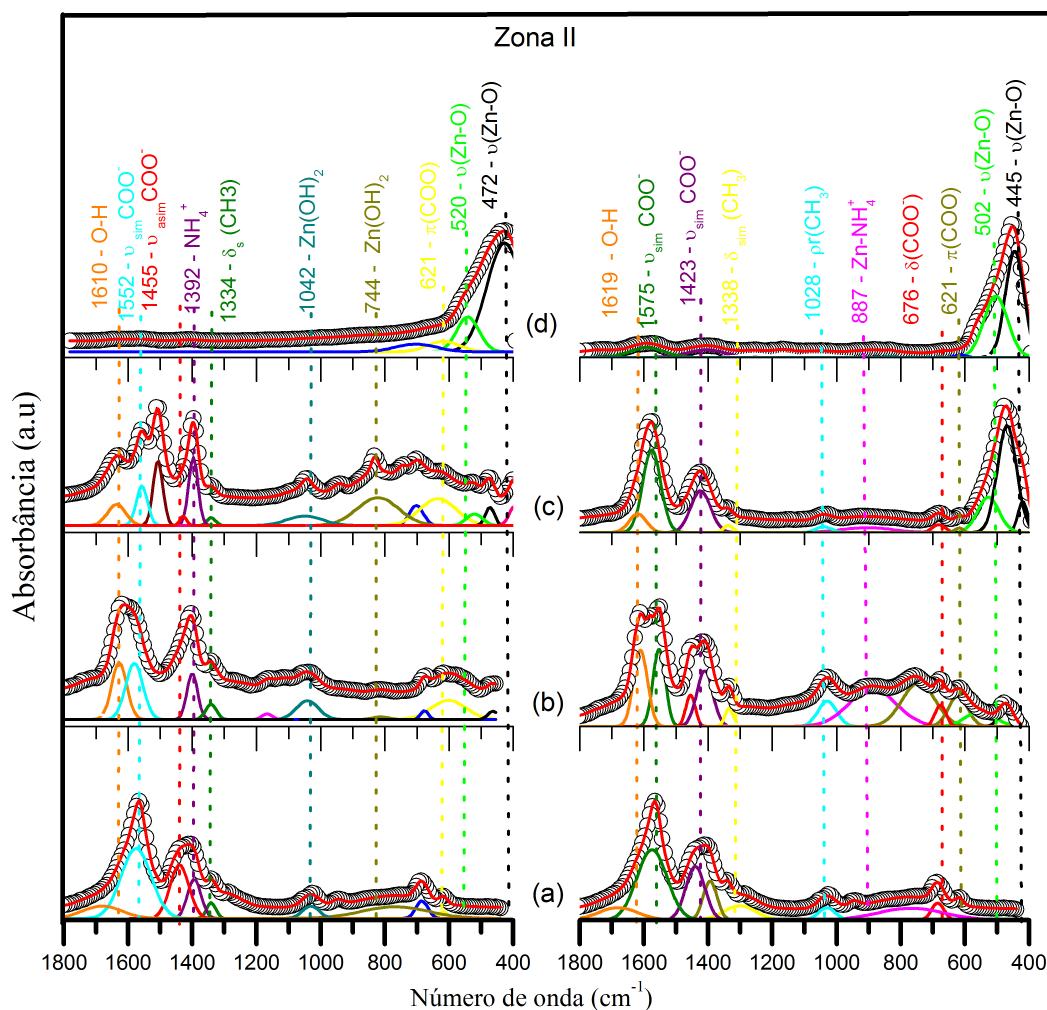 Zona II
Absorbância (a.u)
1610 - O-H
1552 - υsim COO⁻
1455 - υasim COO⁻
1392 - NH₄⁺
1334 - δs (CH3)
1042 - Zn(OH)₂
744 - Zn(OH)₂
621 - π(COO)
520 - υ(Zn-O)
472 - υ(Zn-O)
1619 - O-H
1575 - υsim COO⁻
1423 - υsim COO⁻
1338 - δsim (CH₃)
1028 - ρr(CH₃)
887 - Zn-NH₄⁺
676 - δ(COO⁻)
621 - π(COO)
502 - υ(Zn-O)
445 - υ(Zn-O)
(d)
(c)
(b)
(a)
1800 1600 1400 1200 1000 800 600 400
1800 1600 1400 1200 1000 800 600 400
Número de onda (cm⁻¹)